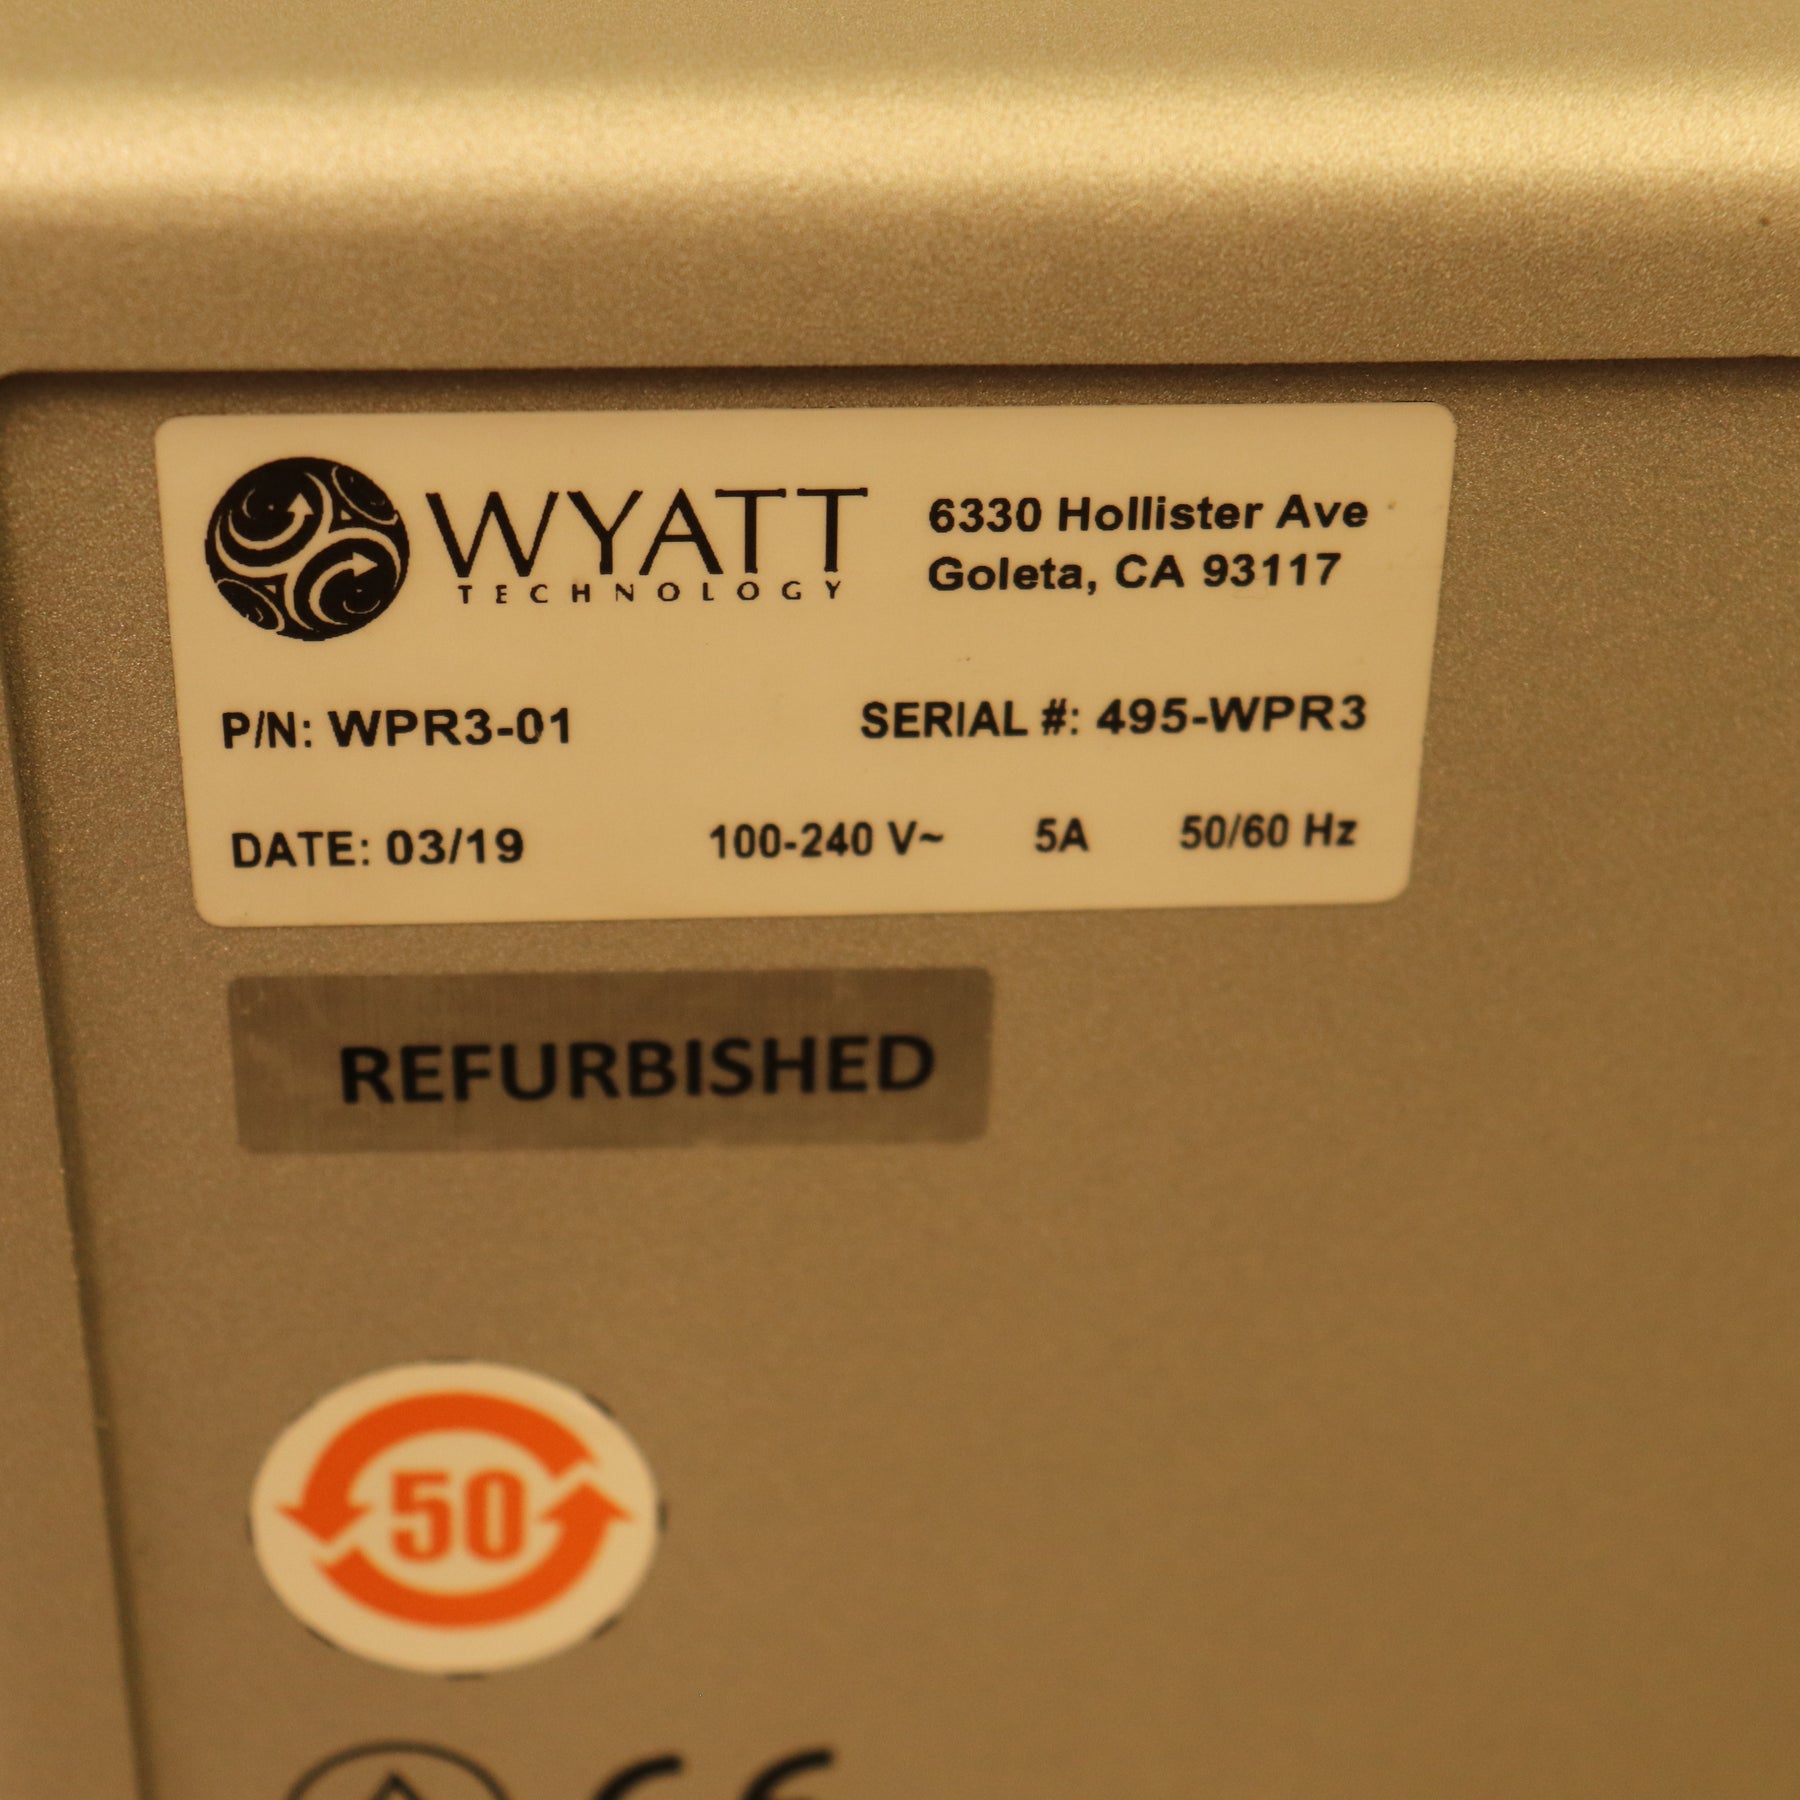 WYATT
TECHNOLOGY
6330 Hollister Ave
Goleta, CA 93117
P/N: WPR3-01 SERIAL #: 495-WPR3
DATE: 03/19 100-240 V~ 5A 50/60 Hz
REFURBISHED
50